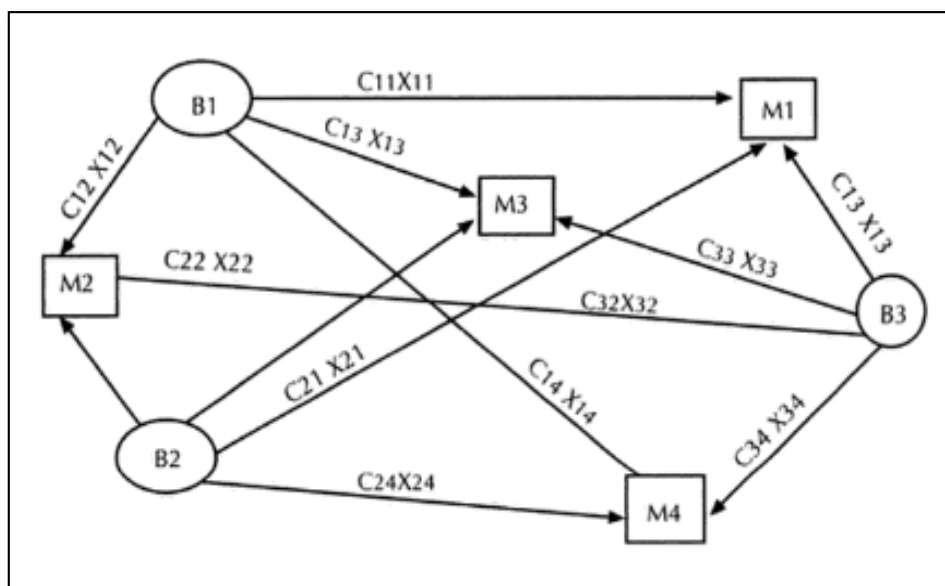 C11X11
B1
M1
C13 X13
C12 X12
M3
C13 X13
C22 X22
C33 X33
M2
C32X32
B3
C21 X21
C14 X14
C34 X34
B2
C24X24
M4